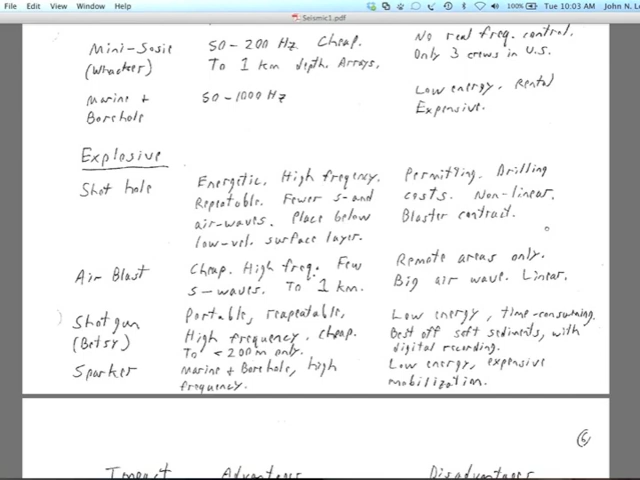 File Edit View Window Help 100% Tue 10:03 AM John N. Lo
Seismic1.pdf
Mini-Sosie 50-200 Hz Cheap. No real freq. control.
(Whacker) To 1 km depth. Arrays. Only 3 crews in U.S.
Marine + 50-1000 Hz Low energy, Rental
Borehole Expensive.
Explosive
Shot hole Energetic, High freqency. Permitting. Drilling
Repeatable. Fewer s-and costs. Non-linear.
air-waves. Place below Blaster contract.
low-vel. surface layer.
Air Blast Cheap. High freq. Few Remote areas only.
s-waves. To 1 km. Big air wave. Linear.
Shotgun Portable, reapeatable, Low energy, time-consuming.
(Betsy) High frequency, cheap. Best off soft sediments, with
To <200m only. digital recording.
Sparker Marine + Borehole, high Low energy, expensive
frequency. mobilization.
6
Impact Advantages Disadvantages